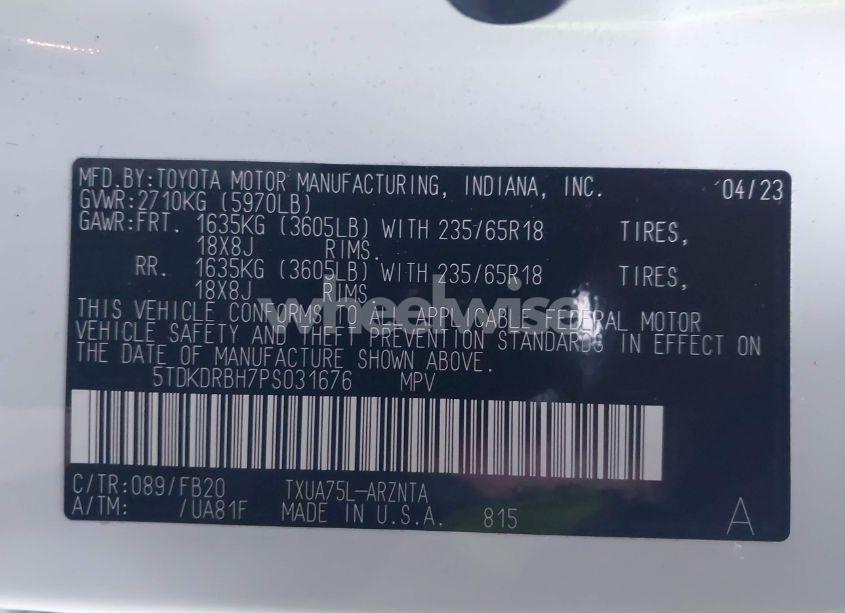 MFD.BY:TOYOTA MOTOR MANUFACTURING, INDIANA, INC. 04/23
GVWR:2710KG (5970LB)
GAWR:FRT. 1635KG (3605LB) WITH 235/65R18 TIRES,
18X8J RIMS.
RR. 1635KG (3605LB) WITH 235/65R18 TIRES,
18X8J RIMS.
wheelwise
THIS VEHICLE CONFORMS TO ALL APPLICABLE FEDERAL MOTOR
VEHICLE SAFETY AND THEFT PREVENTION STANDARDS IN EFFECT ON
THE DATE OF MANUFACTURE SHOWN ABOVE.
5TDKDRBH7PS031676 MPV
C/TR:089/FB20 TXUA75L-ARZNTA
A/TM: /UA81F MADE IN U.S.A. 815 A